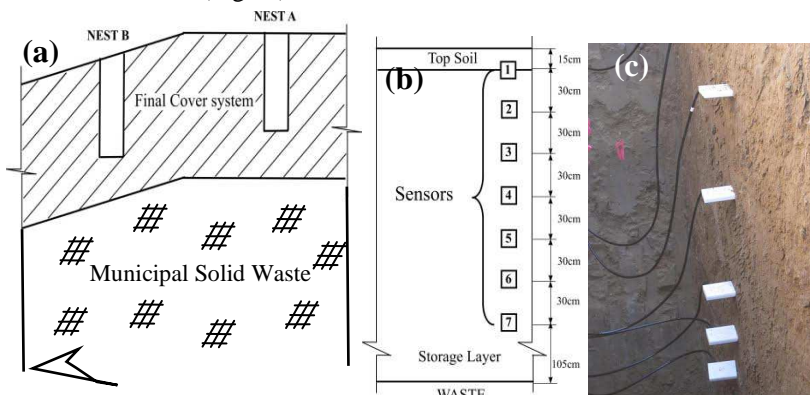 (a)
NEST B
NEST A
Final Cover system
Municipal Solid Waste
(b)
Top Soil
Sensors
1
2
3
4
5
6
7
15cm
30cm
30cm
30cm
30cm
30cm
30cm
105cm
Storage Layer
WASTE
(c)